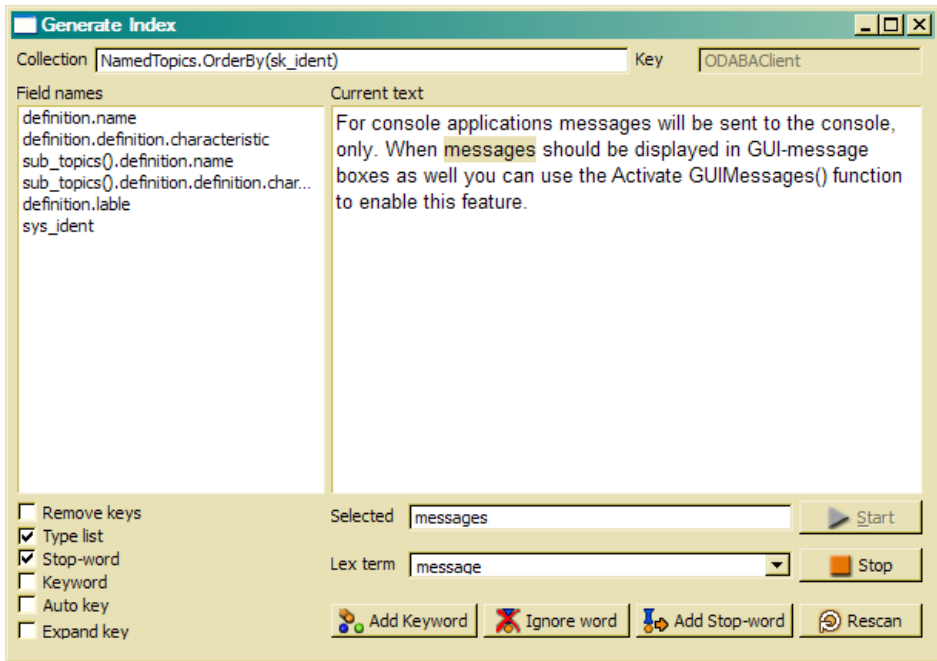 Generate Index
Collection NamedTopics.OrderBy(sk_ident) Key ODABAClient
Field names
definition.name
definition.definition.characteristic
sub_topics().definition.name
sub_topics().definition.definition.char...
definition.lable
sys_ident
Current text
For console applications messages will be sent to the console,
only. When messages should be displayed in GUI-message
boxes as well you can use the Activate GUIMessages() function
to enable this feature.
Remove keys
Type list
Stop-word
Keyword
Auto key
Expand key
Selected messages Start
Lex term message Stop
Add Keyword Ignore word Add Stop-word Rescan